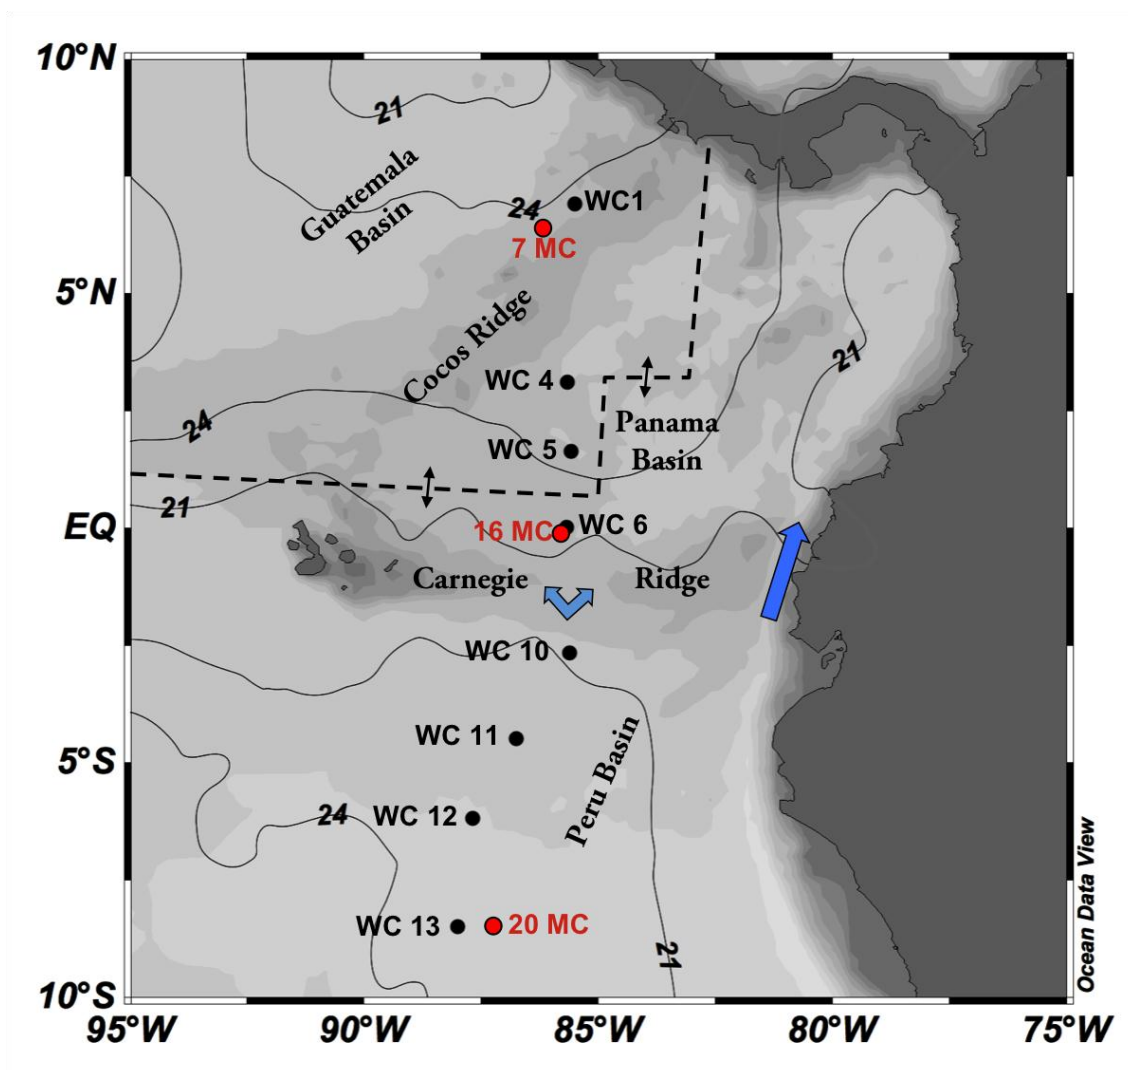 10°N
21
Guatemala
Basin
24
WC1
7 MC
5°N
Cocos Ridge
21
WC 4
24
Panama
WC 5
Basin
21
EQ
16 MC
WC 6
Carnegie
Ridge
WC 10
WC 11
5°S
Peru Basin
24
WC 12
WC 13
20 MC
21
Ocean Data View
10°S
95°W
90°W
85°W
80°W
75°W